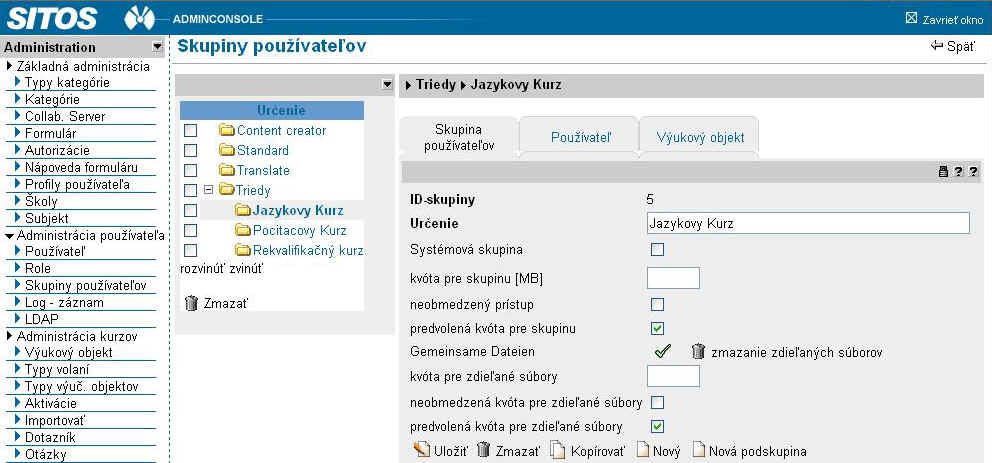 SITOS ADMINCONSOLE
Zavrieť okno
Administration
Základná administrácia
Typy kategórie
Kategórie
Collab. Server
Formulár
Autorizácie
Nápoveda formuláru
Profily používateľa
Školy
Subjekt
Administrácia používateľa
Používateľ
Role
Skupiny používateľov
Log - záznam
LDAP
Administrácia kurzov
Výukový objekt
Typy volaní
Typy výuč. objektov
Aktivácie
Importovať
Dotazník
Otázky
Skupiny používateľov
Späť
Určenie
Content creator
Standard
Translate
Triedy
Jazykovy Kurz
Pocitacovy Kurz
Rekvalifikačný kurz
rozvinúť zvinúť
Zmazať
Triedy Jazykovy Kurz
Skupina
používateľov
Používateľ
Výukový objekt
ID-skupiny 5
Určenie Jazykovy Kurz
Systémová skupina
kvóta pre skupinu [MB]
neobmedzený prístup
predvolená kvóta pre skupinu
Gemeinsame Dateien zmazanie zdieľaných súborov
kvóta pre zdieľané súbory
neobmedzená kvóta pre zdieľané súbory
predvolená kvóta pre zdieľané súbory
Uložiť Zmazať Kopírovať Nový Nová podskupina